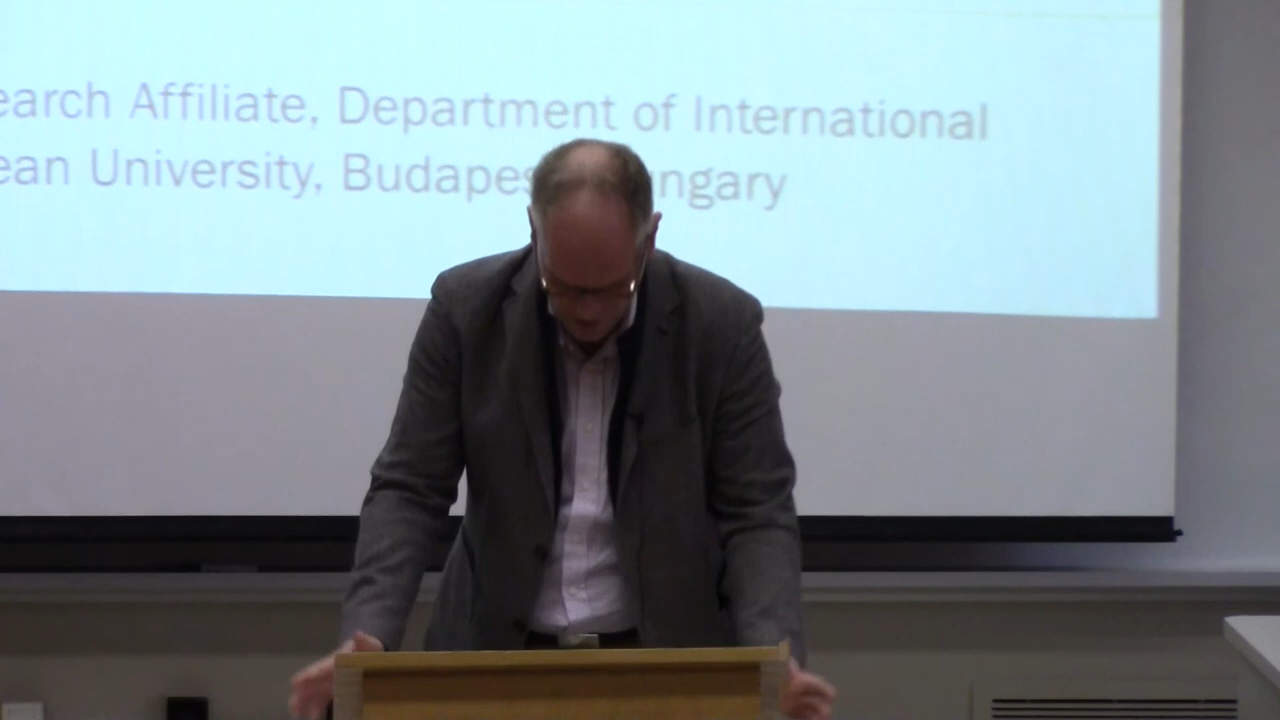 earch Affiliate, Department of International
ean University, Budapes ngary